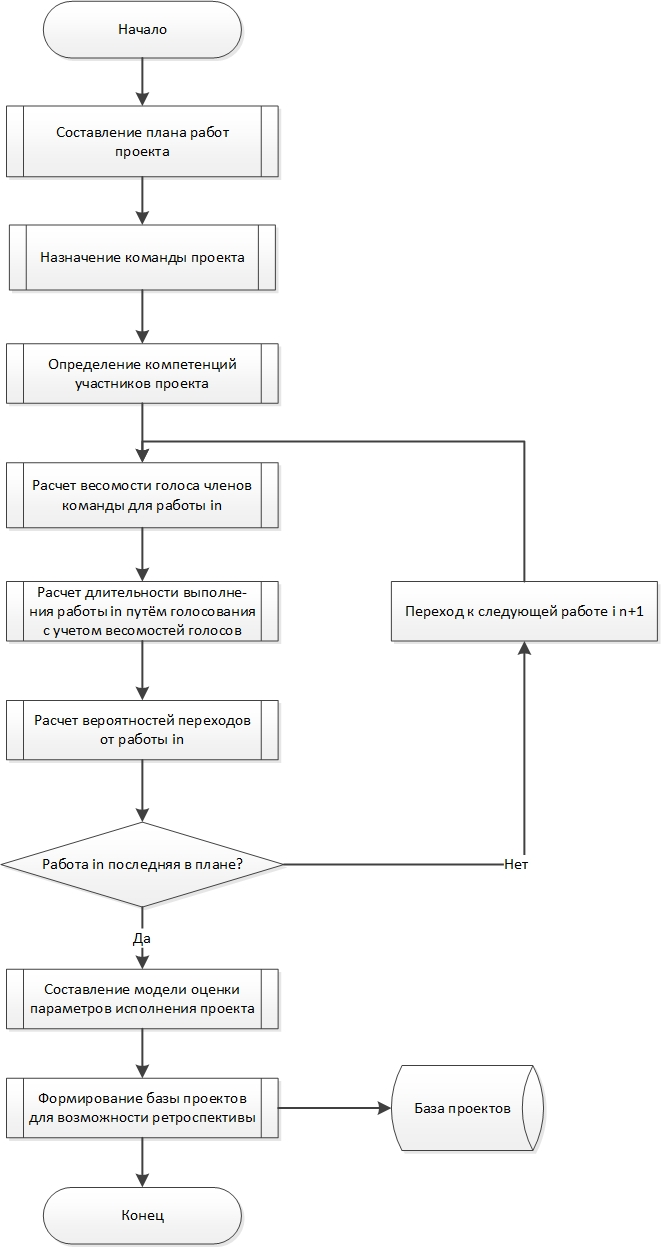 Начало
Составление плана работ
проекта
Назначение команды проекта
Определение компетенций
участников проекта
Расчет весомости голоса членов
команды для работы in
Расчет длительности выполне-
ния работы in путём голосования
с учетом весомостей голосов
Переход к следующей работе i n+1
Расчет вероятностей переходов
от работы in
Работа in последняя в плане?
Нет
Да
Составление модели оценки
параметров исполнения проекта
Формирование базы проектов
для возможности ретроспективы
База проектов
Конец